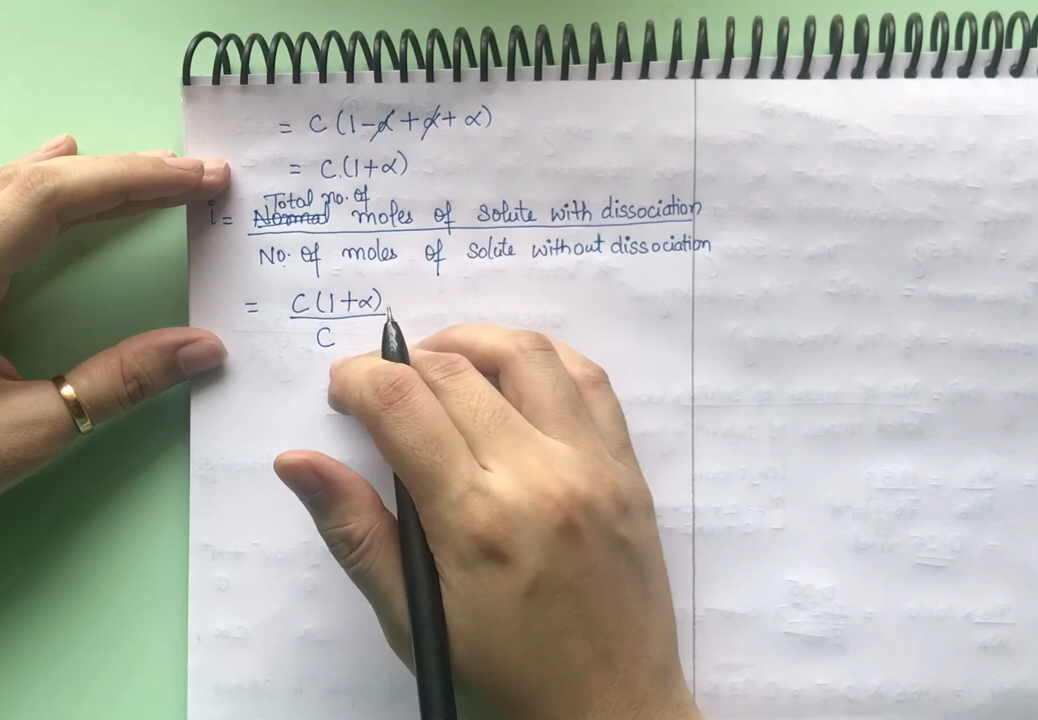 = C (1-α+α+α)
= C.(1+α)
Total no. of
i = Normal moles of solute with dissociation
No. of moles of solute without dissociation
= C(1+α)
C